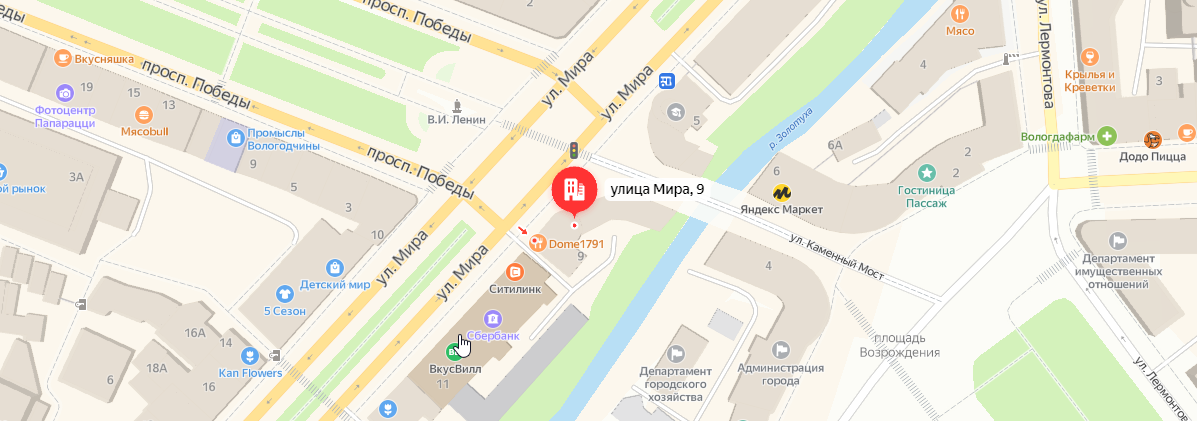 просп. Победы
2
Мясо
2
ул. Лермонтова
беды
Вкусняшка
просп. Победы
19
15
13
Фотоцентр
Папарацци
Мясоbull
Промыслы
Вологодчины
9
5
В.И. Ленин
ул. Мира
ул. Мира
5
р. Золотуха
4
6А
2
Крылья и
Креветки
3
Вологдафарм
Додо Пицца
2
просп. Победы
3А
й рынок
улица Мира, 9
6
Яндекс Маркет
Гостиница
Пассаж
ул. Каменный Мост
10
ул. Мира
ул. Мира
Dome1791
9
Ситилинк
Детский мир
5 Сезон
Сбербанк
ВкусВилл
11
4
Департамент
имущественных
отношений
16А
14
18А
16
Kan Flowers
Департамент
городского
хозяйства
Администрация
города
площадь
Возрождения
ул. Лермонтова